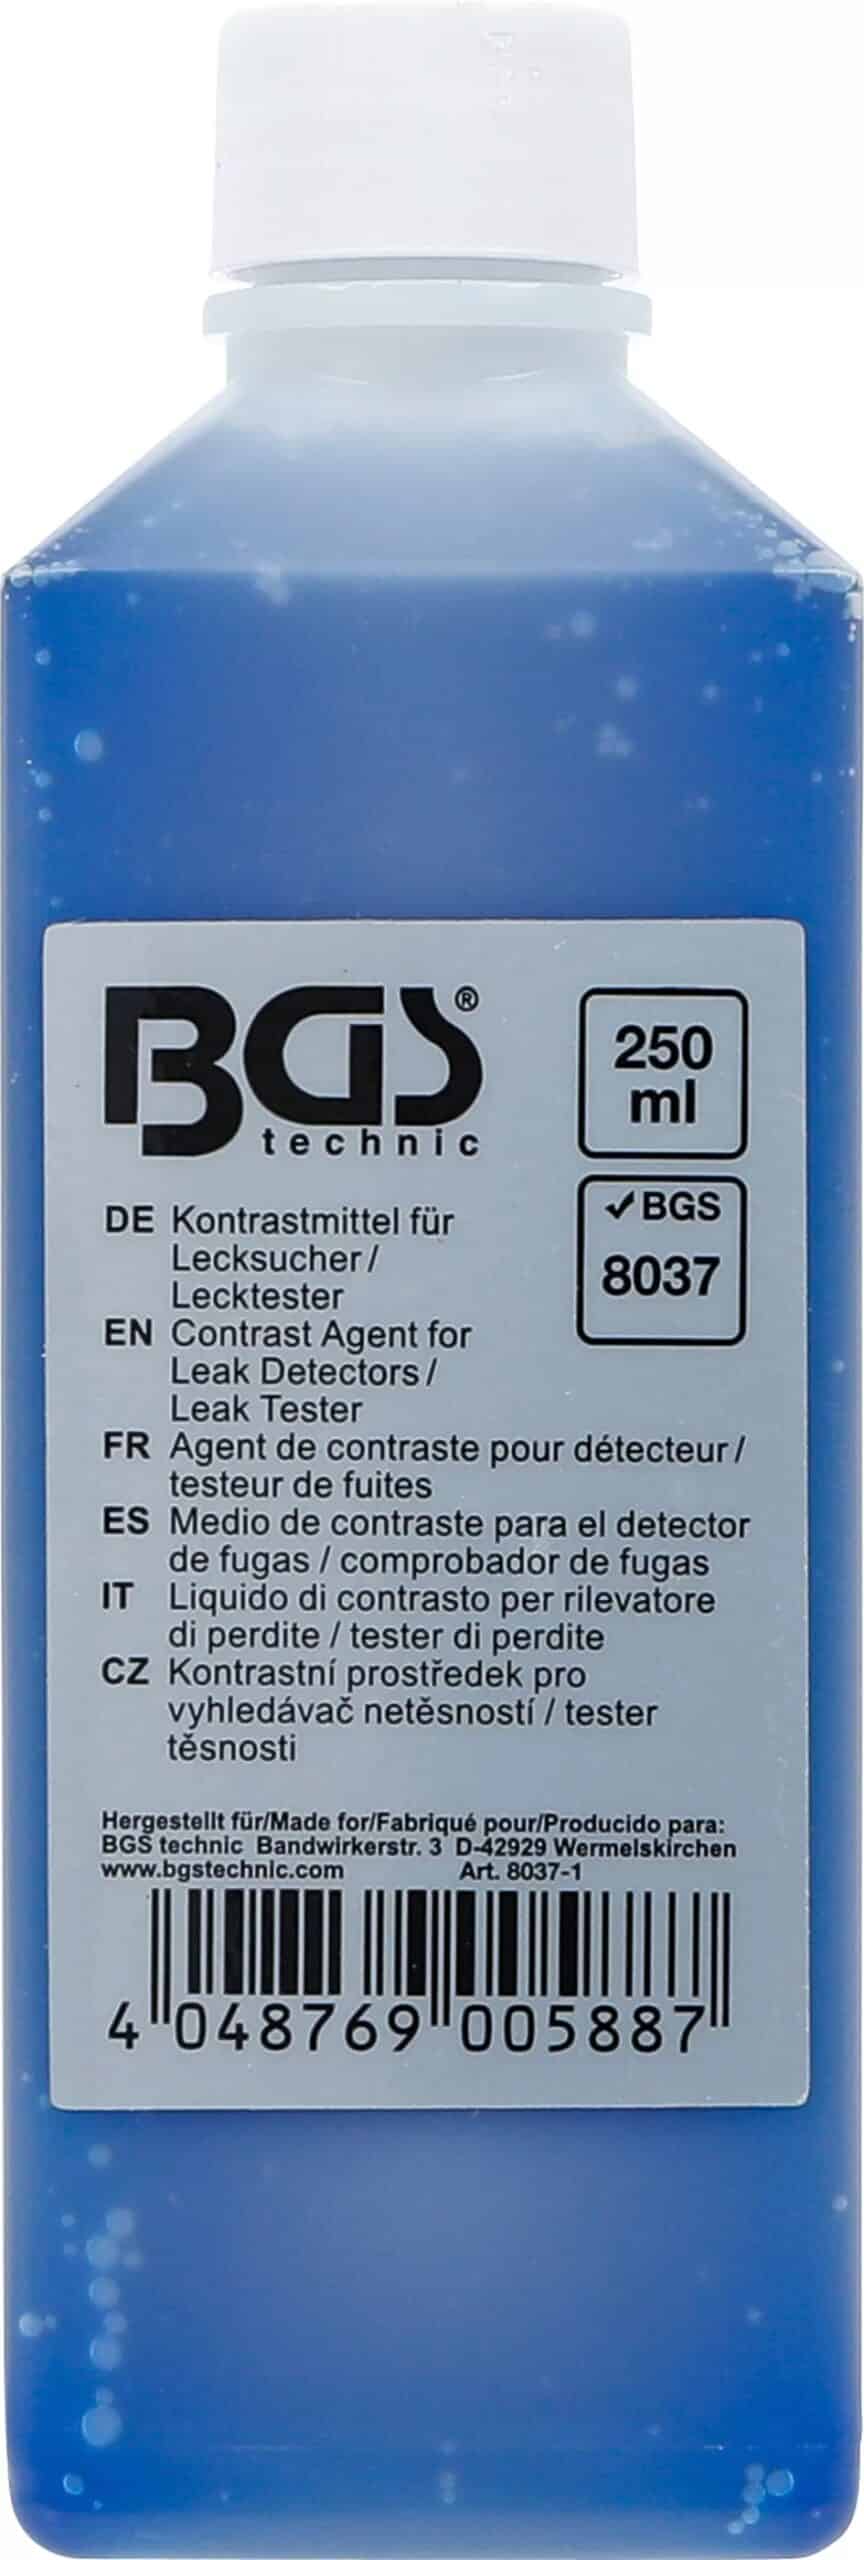 BGS®
technic
250
ml
✓BGS
8037
DE Kontrastmittel für
Lecksucher /
Lecktester
EN Contrast Agent for
Leak Detectors /
Leak Tester
FR Agent de contraste pour détecteur /
testeur de fuites
ES Medio de contraste para el detector
de fugas / comprobador de fugas
IT Liquido di contrasto per rilevatore
di perdite / tester di perdite
CZ Kontrastní prostředek pro
vyhledávač netěsností / tester
těsnosti
Hergestellt für/Made for/Fabriqué pour/Producido para:
BGS technic Bandwirkerstr. 3 D-42929 Wermelskirchen
www.bgstechnic.com Art. 8037-1
4 048769 005887